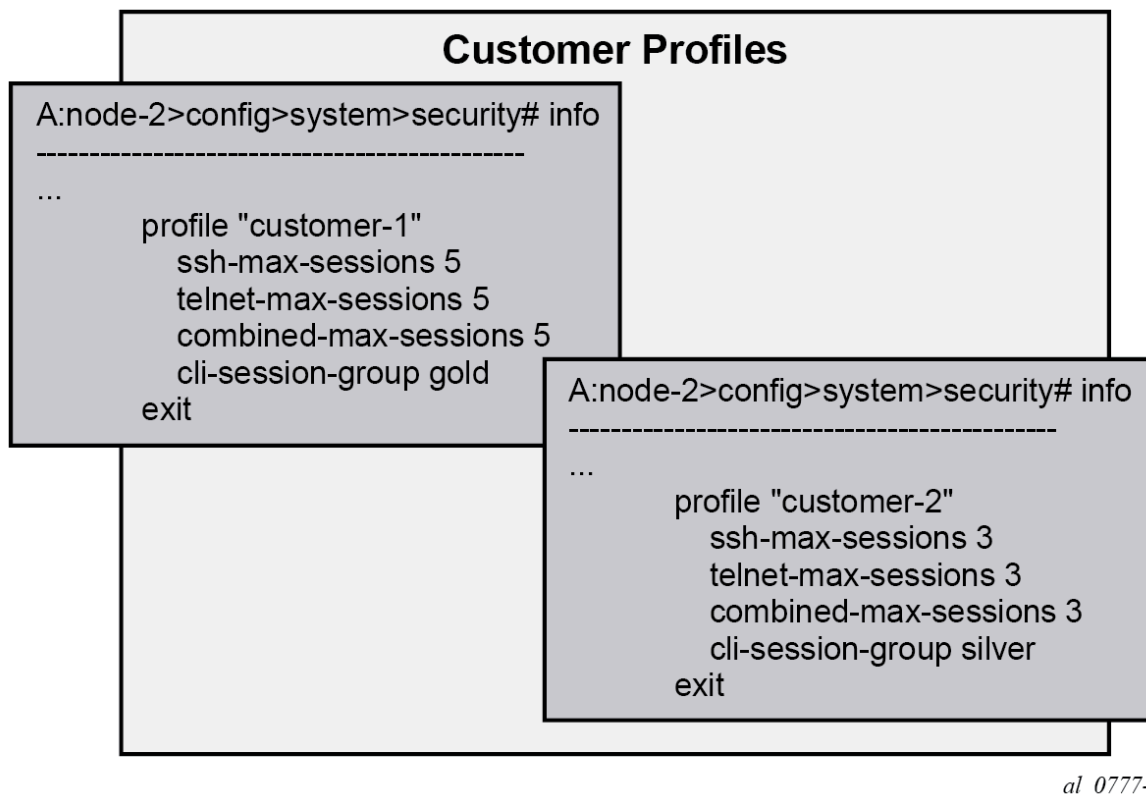 Customer Profiles
A:node-2>config>system>security# info
----------------------------------------------
...
profile "customer-1"
ssh-max-sessions 5
telnet-max-sessions 5
combined-max-sessions 5
cli-session-group gold
exit
A:node-2>config>system>security# info
----------------------------------------------
...
profile "customer-2"
ssh-max-sessions 3
telnet-max-sessions 3
combined-max-sessions 3
cli-session-group silver
exit
al_0777-